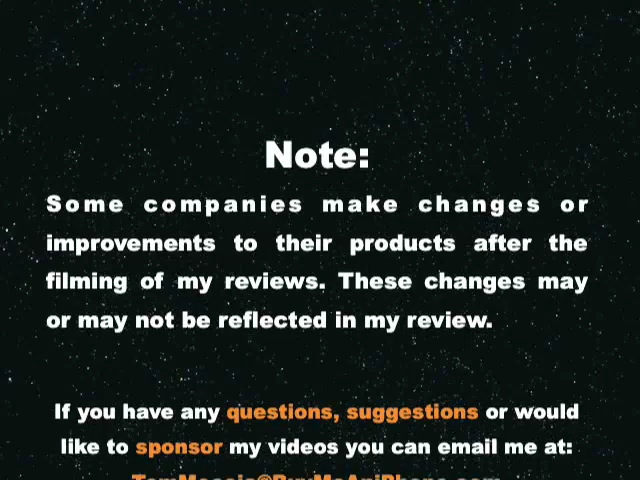 Note:
Some companies make changes or
improvements to their products after the
filming of my reviews. These changes may
or may not be reflected in my review.
If you have any questions, suggestions or would
like to sponsor my videos you can email me at: